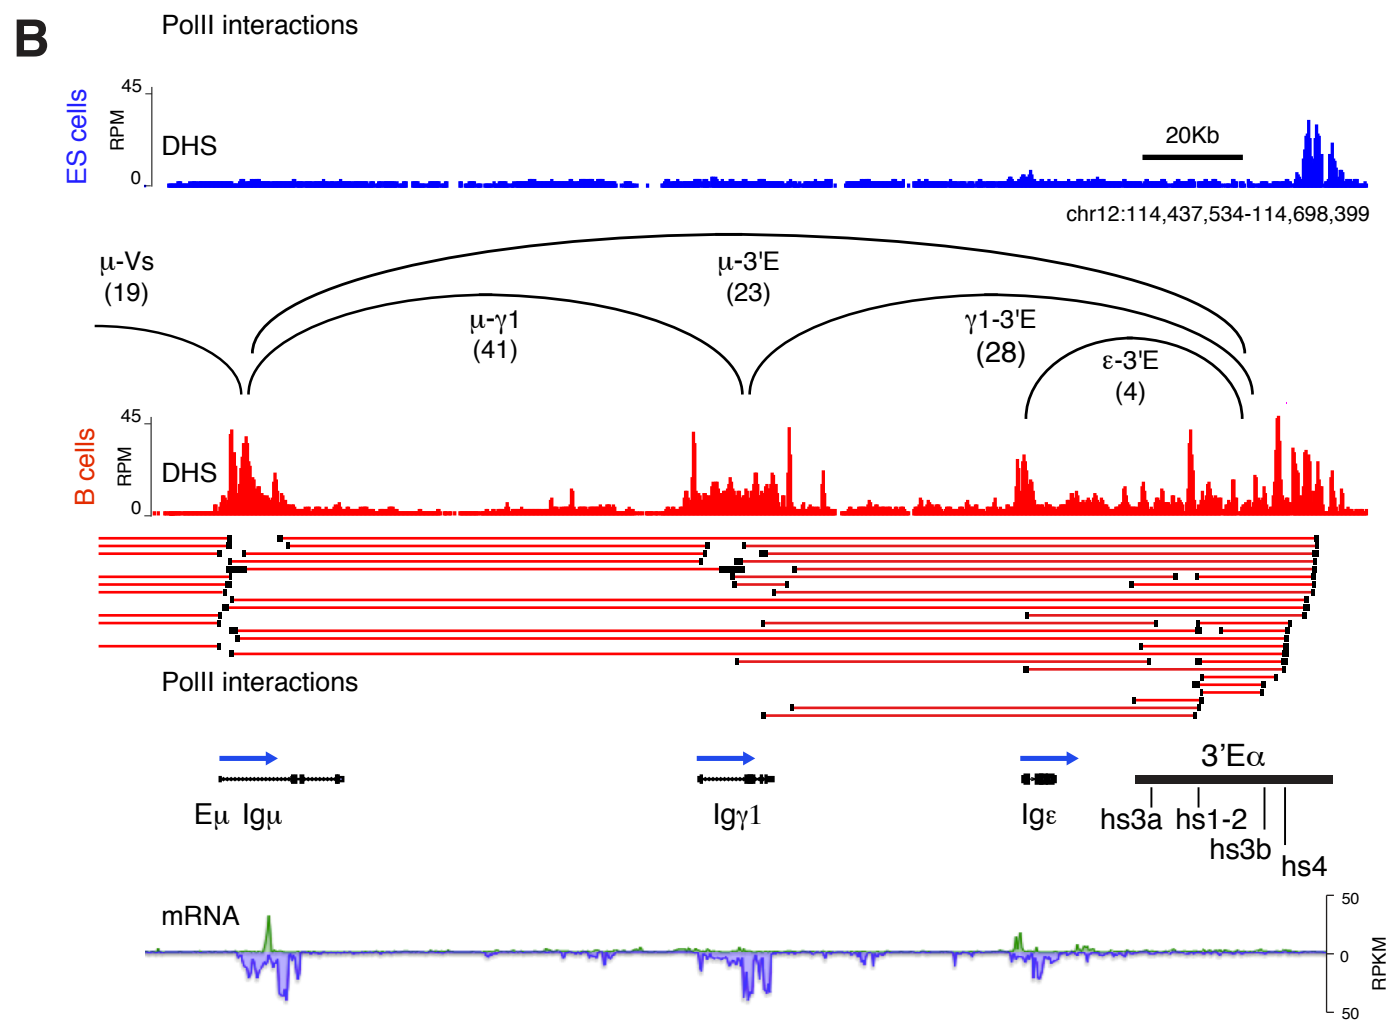 B
PolII interactions
ES cells
RPM
45
0
DHS
20Kb
chr12:114,437,534-114,698,399
μ-Vs
(19)
μ-3'E
(23)
μ-γ1
(41)
γ1-3'E
(28)
ε-3'E
(4)
B cells
RPM
45
0
DHS
PolII interactions
3’Eα
Eμ Igμ
Igγ1
Igε
hs3a hs1-2
hs3b
hs4
mRNA
50
0
50
RPKM